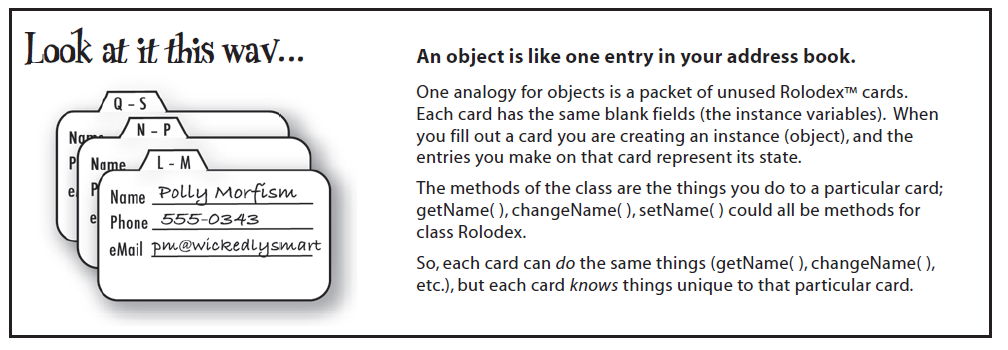 Look at it this way...
Q - S
N - P
Name
L - M
Name Polly Morfism
Phone 555-0343
eMail pm@wickedlysmart
An object is like one entry in your address book.
One analogy for objects is a packet of unused Rolodex™ cards.
Each card has the same blank fields (the instance variables). When
you fill out a card you are creating an instance (object), and the
entries you make on that card represent its state.
The methods of the class are the things you do to a particular card;
getName( ), changeName( ), setName( ) could all be methods for
class Rolodex.
So, each card can do the same things (getName( ), changeName( ),
etc.), but each card knows things unique to that particular card.